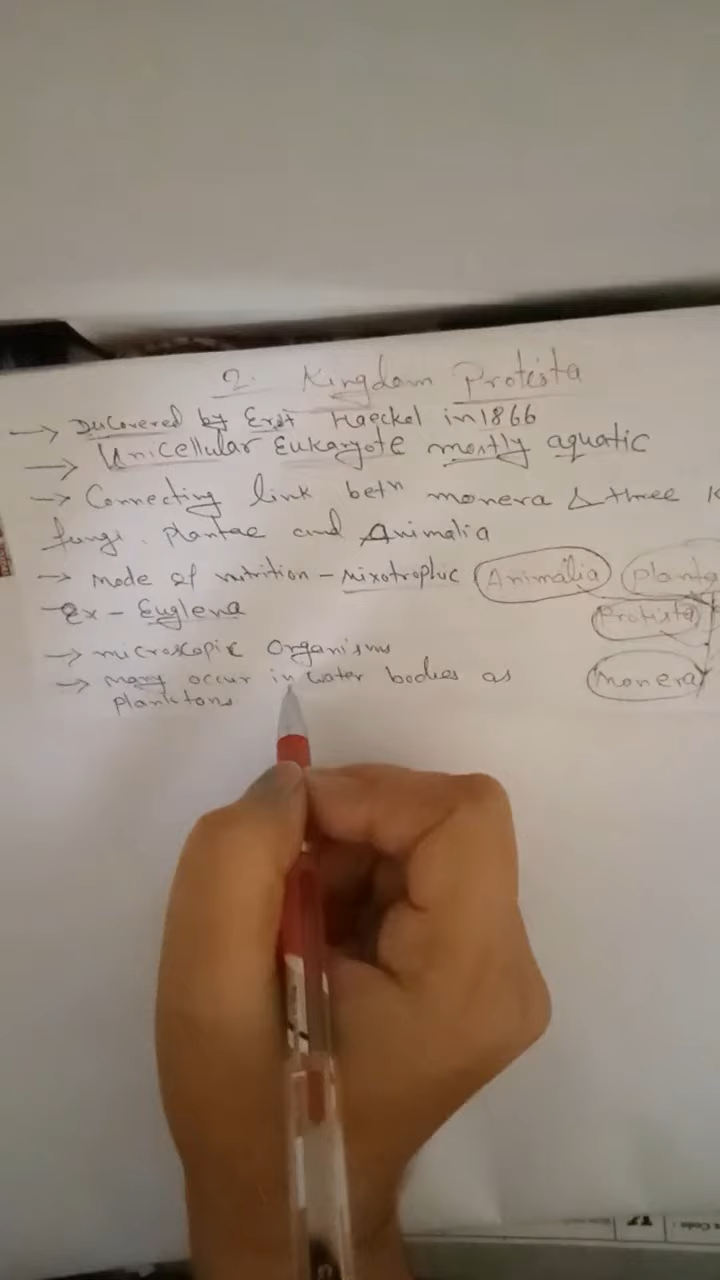 2. Kingdom Protista
→ Discovered by Erst Haeckel in 1866
→ Unicellular Eukaryote mostly aquatic
→ Connecting link betn monera & three K
fungi. plantae and Animalia
→ Mode of nutrition - Mixotrophic
Animalia
Planta
Ex - Euglena
Protista
→ microscopic Organisms
→ Many occur in water bodies as
planktons
Monera